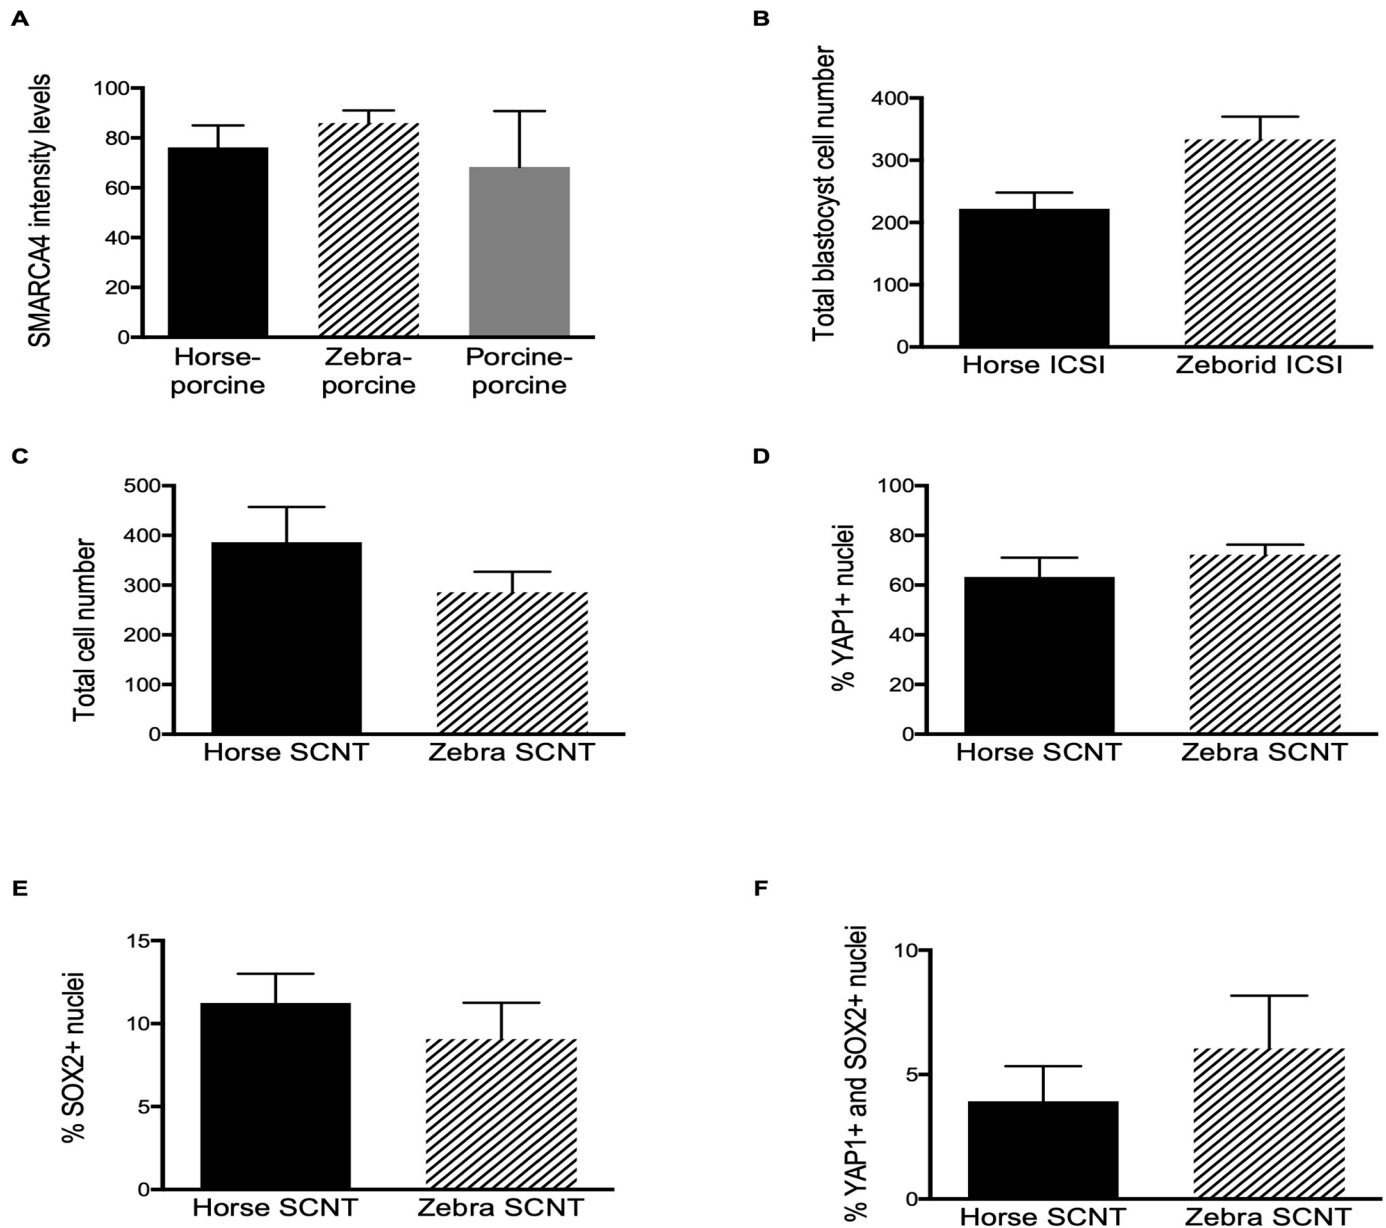 A
SMARCA4 intensity levels
100
80
60
40
20
0
Horse-
porcine
Zebra-
porcine
Porcine-
porcine
B
Total blastocyst cell number
400
300
200
100
0
Horse ICSI
Zeborid ICSI
C
Total cell number
500
400
300
200
100
0
Horse SCNT
Zebra SCNT
D
% YAP1+ nuclei
100
80
60
40
20
0
Horse SCNT
Zebra SCNT
E
% SOX2+ nuclei
15
10
5
0
Horse SCNT
Zebra SCNT
F
% YAP1+ and SOX2+ nuclei
10
5
0
Horse SCNT
Zebra SCNT